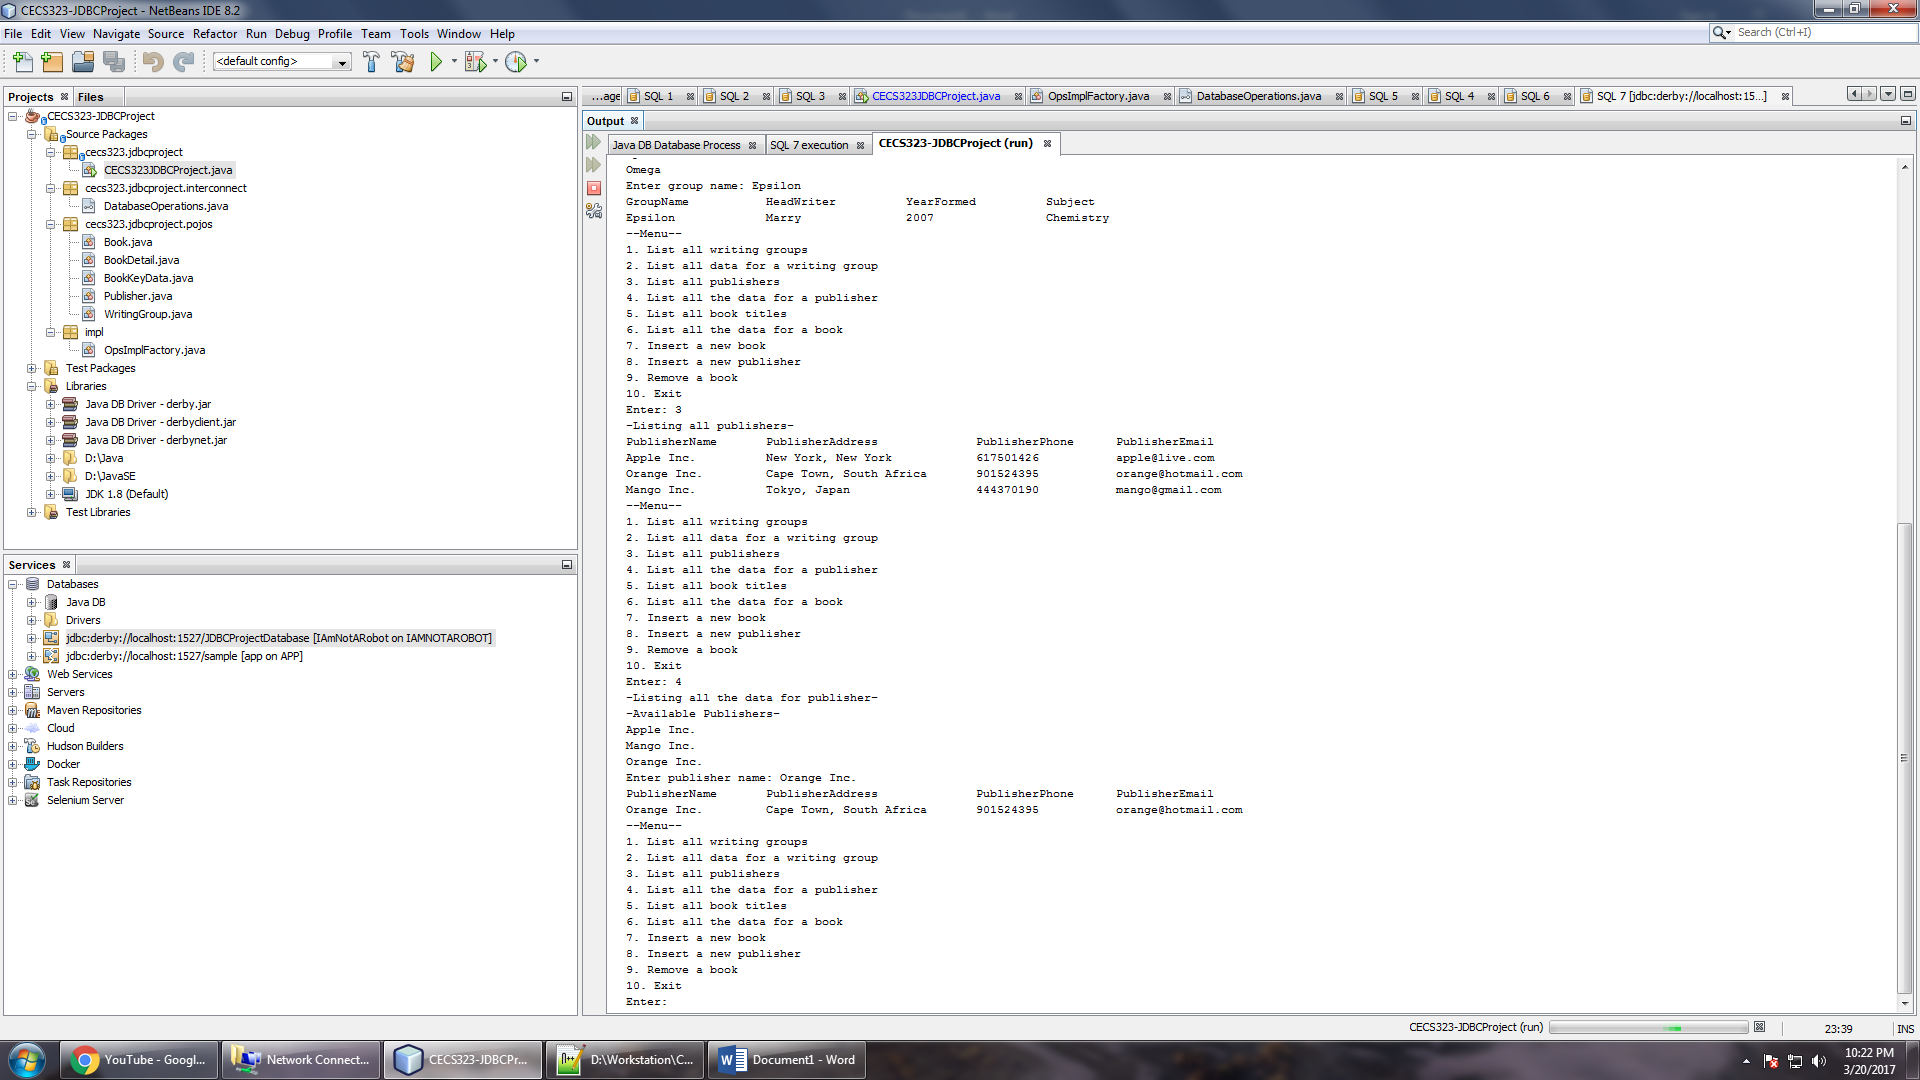 CECS323-JDBCProject - NetBeans IDE 8.2
File Edit View Navigate Source Refactor Run Debug Profile Team Tools Window Help
Search (Ctrl+I)
<default config>
Projects Files
CECS323-JDBCProject
Source Packages
cecs323.jdbcproject
CECS323JDBCProject.java
cecs323.jdbcproject.interconnect
DatabaseOperations.java
cecs323.jdbcproject.pojos
Book.java
BookDetail.java
BookKeyData.java
Publisher.java
WritingGroup.java
impl
OpsImplFactory.java
Test Packages
Libraries
Java DB Driver - derby.jar
Java DB Driver - derbyclient.jar
Java DB Driver - derbynet.jar
D:\Java
D:\JavaSE
JDK 1.8 (Default)
Test Libraries
Services
Databases
Java DB
Drivers
jdbc:derby://localhost:1527/JDBCProjectDatabase [IAmNotARobot on IAMNOTAROBOT]
jdbc:derby://localhost:1527/sample [app on APP]
Web Services
Servers
Maven Repositories
Cloud
Hudson Builders
Docker
Task Repositories
Selenium Server
...age SQL 1 SQL 2 SQL 3 CECS323JDBCProject.java OpsImplFactory.java DatabaseOperations.java SQL 5 SQL 4 SQL 6 SQL 7 [jdbc:derby://localhost:15...]
Output
Java DB Database Process SQL 7 execution CECS323-JDBCProject (run)
Omega
Enter group name: Epsilon
GroupName HeadWriter YearFormed Subject
Epsilon Marry 2007 Chemistry
--Menu--
1. List all writing groups
2. List all data for a writing group
3. List all publishers
4. List all the data for a publisher
5. List all book titles
6. List all the data for a book
7. Insert a new book
8. Insert a new publisher
9. Remove a book
10. Exit
Enter: 3
-Listing all publishers-
PublisherName PublisherAddress PublisherPhone PublisherEmail
Apple Inc. New York, New York 617501426 apple@live.com
Orange Inc. Cape Town, South Africa 901524395 orange@hotmail.com
Mango Inc. Tokyo, Japan 444370190 mango@gmail.com
--Menu--
1. List all writing groups
2. List all data for a writing group
3. List all publishers
4. List all the data for a publisher
5. List all book titles
6. List all the data for a book
7. Insert a new book
8. Insert a new publisher
9. Remove a book
10. Exit
Enter: 4
-Listing all the data for publisher-
-Available Publishers-
Apple Inc.
Mango Inc.
Orange Inc.
Enter publisher name: Orange Inc.
PublisherName PublisherAddress PublisherPhone PublisherEmail
Orange Inc. Cape Town, South Africa 901524395 orange@hotmail.com
--Menu--
1. List all writing groups
2. List all data for a writing group
3. List all publishers
4. List all the data for a publisher
5. List all book titles
6. List all the data for a book
7. Insert a new book
8. Insert a new publisher
9. Remove a book
10. Exit
Enter:
CECS323-JDBCProject (run) 23:39 INS
YouTube - Googl... Network Connect... CECS323-JDBCPr... D:\Workstation\C... Document1 - Word
10:22 PM
3/20/2017